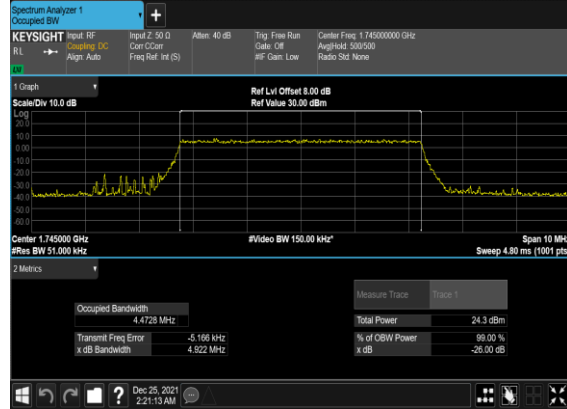 Spectrum Analyzer 1
Occupied BW
+
KEYSIGHT Input: RF Input Z: 50 Ω Atten: 40 dB Trig: Free Run Center Freq: 1.745000000 GHz
RL Coupling: DC Corr CCorr Gate: Off Avg|Hold: 500/500
Align: Auto Freq Ref: Int (S) #IF Gain: Low Radio Std: None
1 Graph
Ref Lvl Offset 8.00 dB
Scale/Div 10.0 dB Ref Value 30.00 dBm
Log
20.0
10.0
0.00
-10.0
-20.0
-30.0
-40.0
-50.0
-60.0
Center 1.745000 GHz #Video BW 150.00 kHz* Span 10 MHz
#Res BW 51.000 kHz Sweep 4.80 ms (1001 pts
2 Metrics
Measure Trace Trace 1
Occupied Bandwidth
4.4728 MHz
Total Power 24.3 dBm
Transmit Freq Error -5.166 kHz % of OBW Power 99.00 %
x dB Bandwidth 4.922 MHz x dB -26.00 dB
? Dec 25, 2021
2:21:13 AM